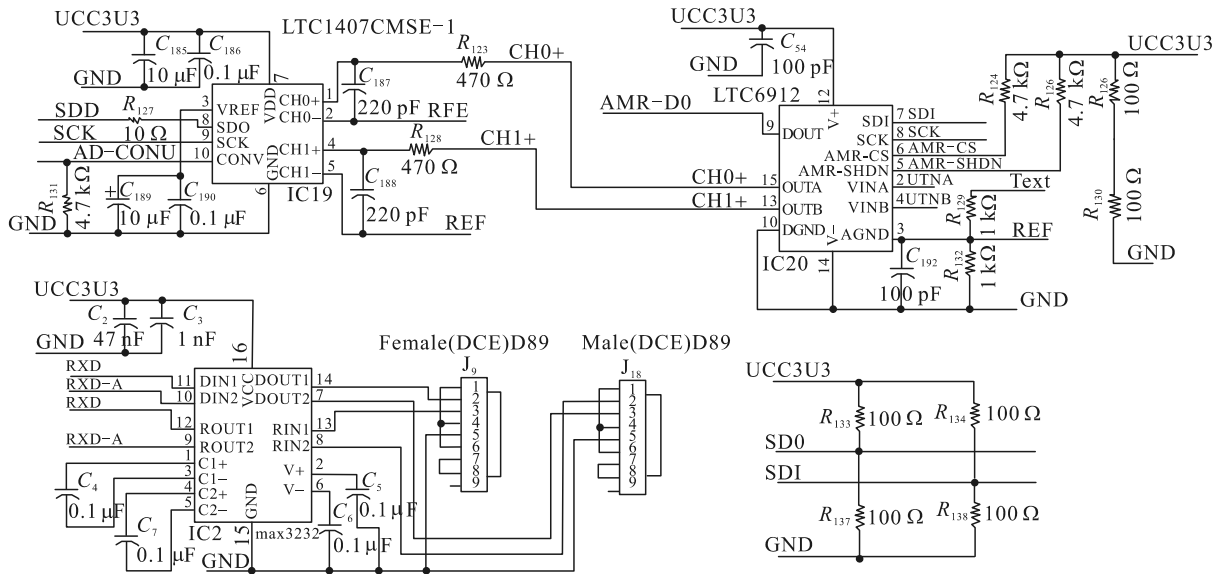 UCC3U3
LTC1407CMSE-1
C185
C186
10 μF
0.1 μF
GND
7
R123
CH0+
470 Ω
C187
220 pF
SDD
R127
10 Ω
SCK
AD-CONU
3
8
9
10
VREF
SDO
SCK
CONV
VDD
GND
CH0+
CH0-
CH1+
CH1-
1
2
4
5
6
IC19
RFE
R128
CH1+
470 Ω
C188
220 pF
REF
R131
4.7 kΩ
C189
+
10 μF
C190
0.1 μF
GND
UCC3U3
C54
100 pF
GND
LTC6912
12
AMR-D0
9
DOUT
V+
SDI
SCK
AMR-CS
AMR-SHDN
VINA
VINB
AGND
7 SDI
8 SCK
6 AMR-CS
5 AMR-SHDN
2 UTNA
4 UTNB
3
CH0+
15
OUTA
CH1+
13
OUTB
10
DGND
V-
IC20
14
C192
100 pF
UCC3U3
R124
4.7 kΩ
R126
4.7 kΩ
R126
100 Ω
Text
R129
1 kΩ
REF
R132
1 kΩ
R130
100 Ω
GND
GND
UCC3U3
C2
C3
47 nF
1 nF
GND
16
RXD
RXD-A
RXD
RXD-A
11
10
12
9
1
3
4
5
DIN1
DIN2
ROUT1
ROUT2
C1+
C1-
C2+
C2-
VCC
GND
DOUT1
DOUT2
RIN1
RIN2
V+
V-
14
7
13
8
2
6
C4
0.1 μF
C7
0.1 μF
IC2
15
max3232
GND
C5
0.1 μF
C6
0.1 μF
Female(DCE)D89
J9
1
2
3
4
5
6
7
8
9
Male(DCE)D89
J18
1
2
3
4
5
6
7
8
9
UCC3U3
R133
100 Ω
R134
100 Ω
SD0
SDI
R137
100 Ω
R138
100 Ω
GND